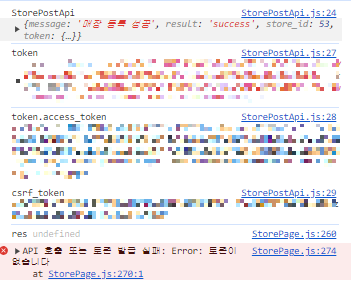 StorePostApi StorePostApi.js:24
{message: '매장 등록 성공', result: 'success', store_id: 53,
token: {…}}
token StorePostApi.js:27
token.access_token StorePostApi.js:28
csrf_token StorePostApi.js:29
res undefined StorePage.js:260
API 호출 또는 토큰 발급 실패: Error: 토큰이 StorePage.js:274
없습니다
at StorePage.js:270:1